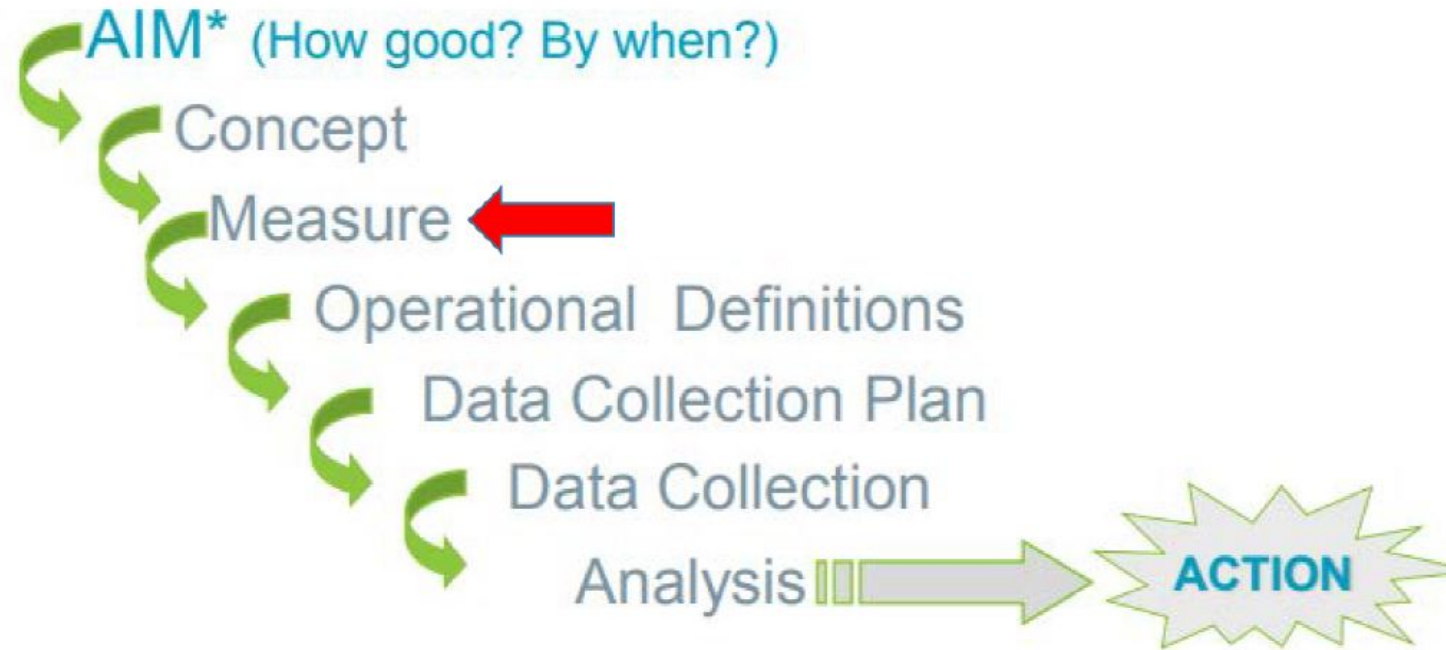 AIM* (How good? By when?)
Concept
Measure
Operational Definitions
Data Collection Plan
Data Collection
Analysis
ACTION